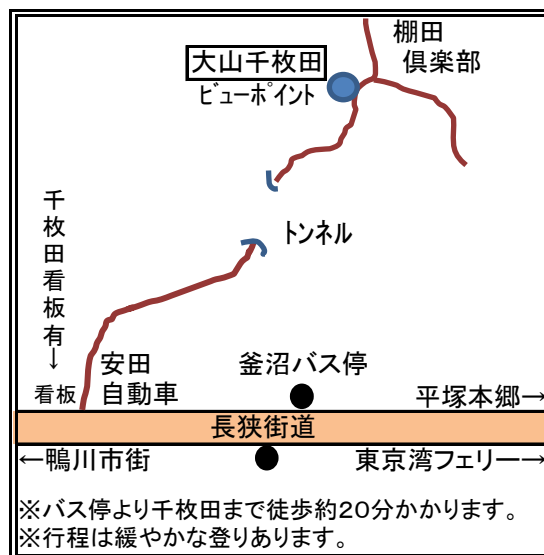 棚田
倶楽部
大山千枚田
ビューポイント
トンネル
千枚田看板有→
看板
安田
自動車
釜沼バス停
平塚本郷→
長狭街道
←鴨川市街
東京湾フェリー→
※バス停より千枚田まで徒歩約20分かかります。
※行程は緩やかな登りあります。